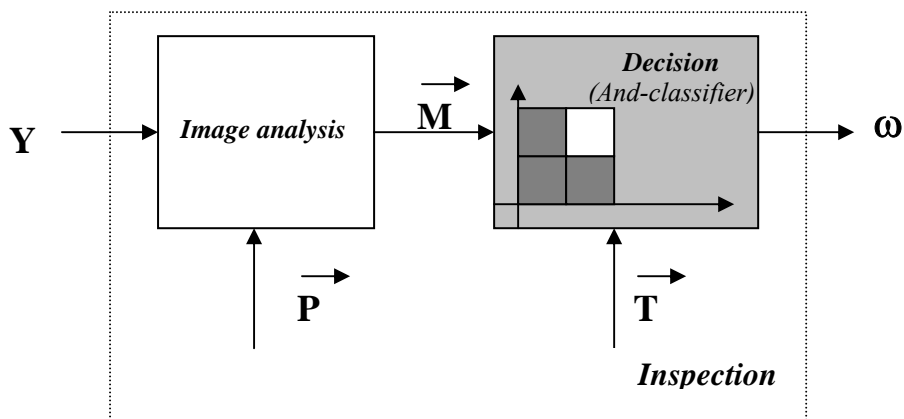 Decision
(And-classifier)
Image analysis
M
Y
ω
P
T
Inspection